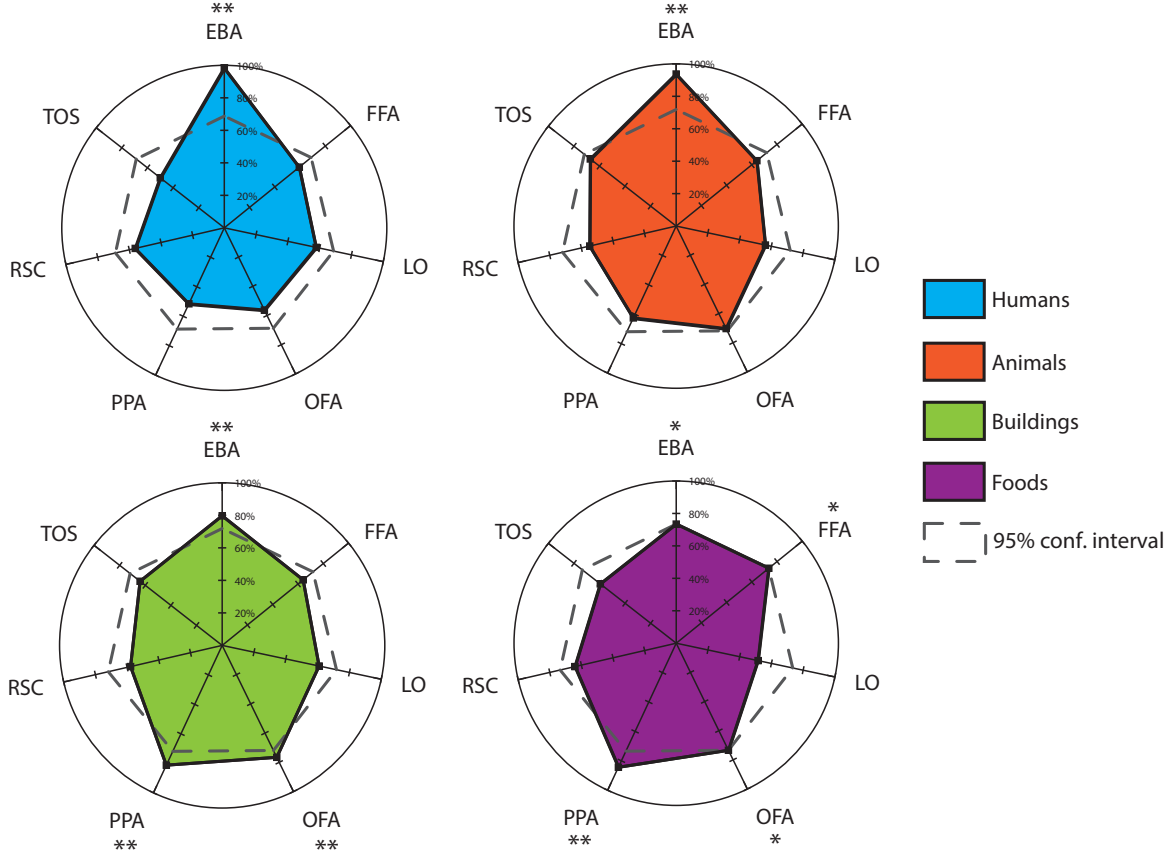 **
EBA
100%
80%
60%
40%
20%
TOS
FFA
RSC
LO
PPA
OFA
**
EBA
100%
80%
60%
40%
20%
TOS
FFA
RSC
LO
PPA
OFA
**
EBA
100%
80%
60%
40%
20%
TOS
FFA
RSC
LO
PPA
**
OFA
**
*
EBA
100%
80%
60%
40%
20%
TOS
*
FFA
RSC
LO
PPA
**
OFA
*
Humans
Animals
Buildings
Foods
95% conf. interval